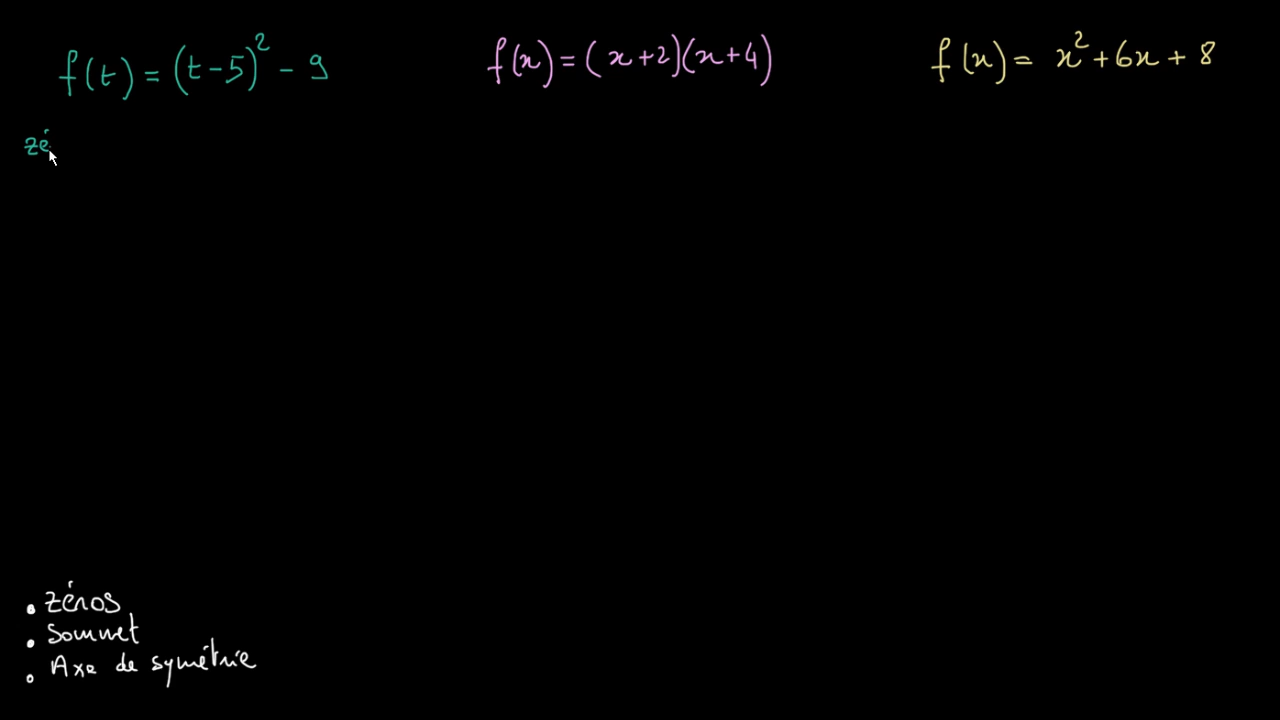 f(t) = (t-5)² - 9
f(x) = (x+2)(x+4)
f(x) = x² + 6x + 8
zé
• zéros
• Sommet
• Axe de symétrie